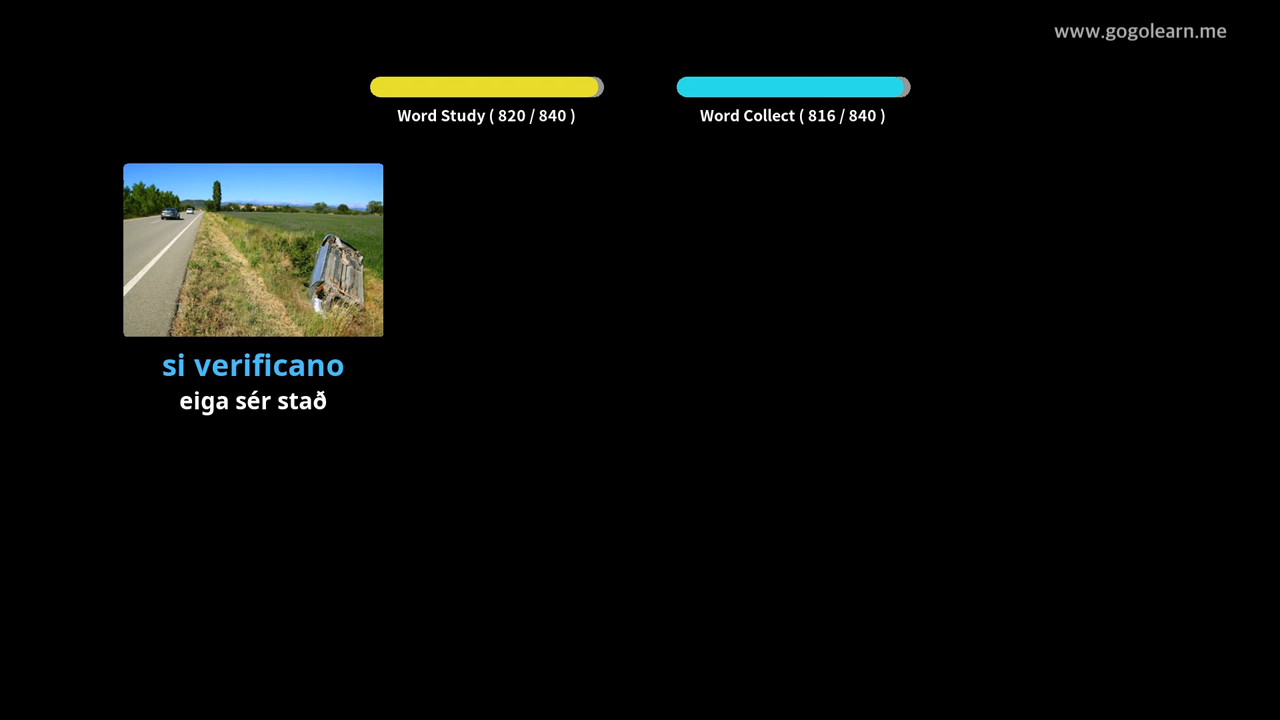 www.gogolearn.me
Word Study ( 820 / 840 )
Word Collect ( 816 / 840 )
si verificano
eiga sér stað